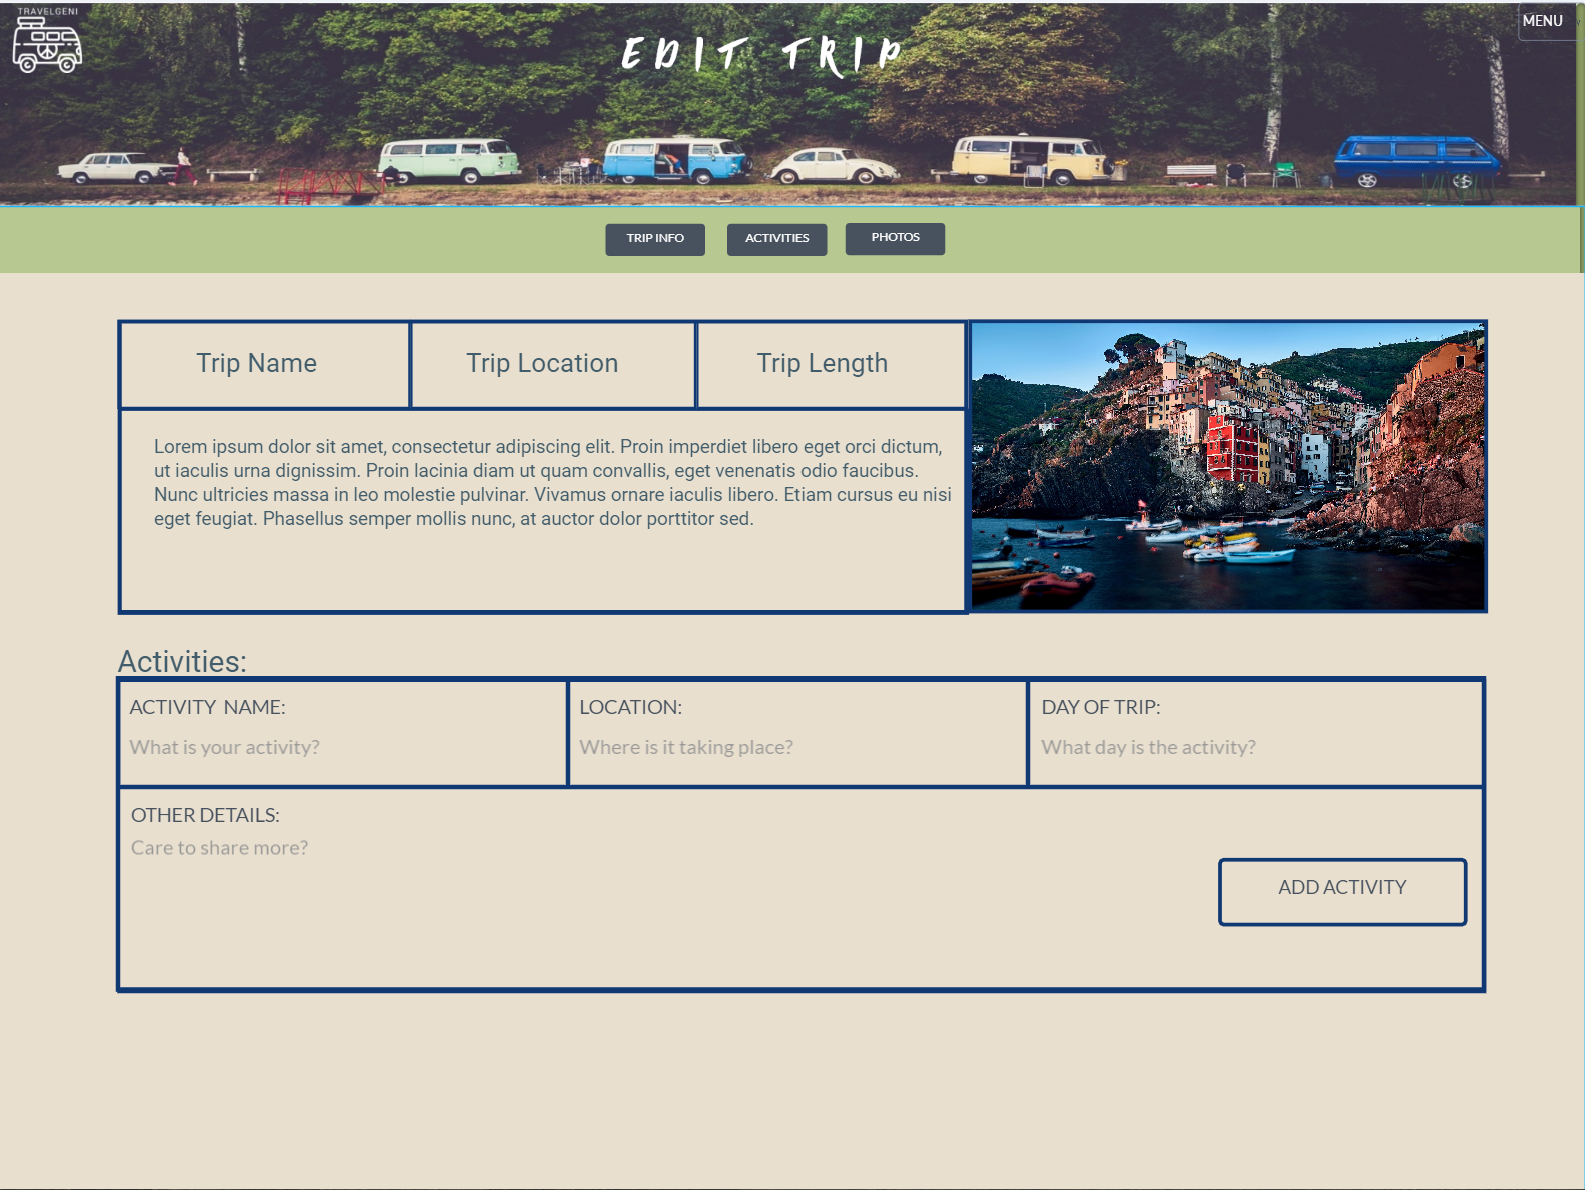 TRAVELGENI
EDIT TRIP
MENU
TRIP INFO
ACTIVITIES
PHOTOS
Trip Name
Trip Location
Trip Length
Lorem ipsum dolor sit amet, consectetur adipiscing elit. Proin imperdiet libero eget orci dictum,
ut iaculis urna dignissim. Proin lacinia diam ut quam convallis, eget venenatis odio faucibus.
Nunc ultricies massa in leo molestie pulvinar. Vivamus ornare iaculis libero. Etiam cursus eu nisi
eget feugiat. Phasellus semper mollis nunc, at auctor dolor porttitor sed.
Activities:
ACTIVITY NAME:
What is your activity?
LOCATION:
Where is it taking place?
DAY OF TRIP:
What day is the activity?
OTHER DETAILS:
Care to share more?
ADD ACTIVITY